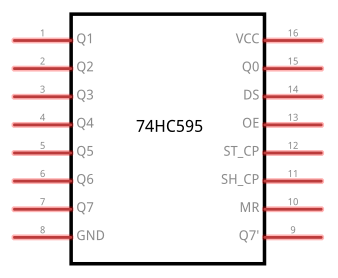 1 Q1 VCC 16
2 Q2 Q0 15
3 Q3 DS 14
4 Q4 74HC595 OE 13
5 Q5 ST_CP 12
6 Q6 SH_CP 11
7 Q7 MR 10
8 GND Q7' 9